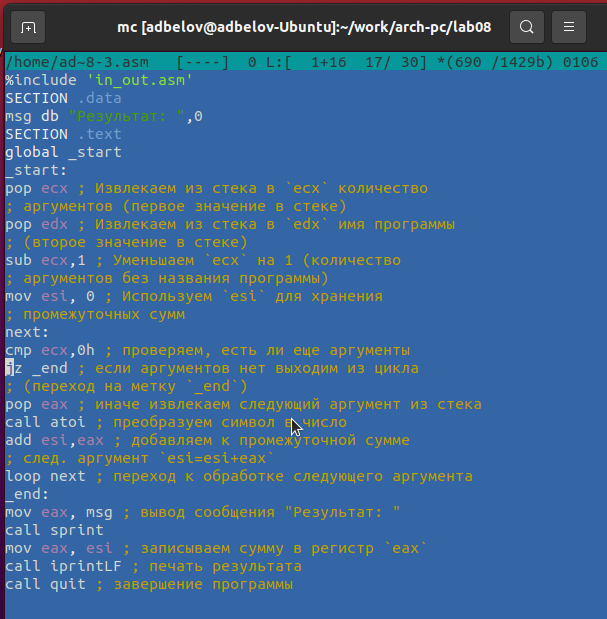 mc [adbelov@adbelov-Ubuntu]:~/work/arch-pc/lab08
/home/ad~8-3.asm [----] 0 L:[ 1+16 17/ 30] *(690 /1429b) 0106
%include 'in_out.asm'
SECTION .data
msg db "Результат: ",0
SECTION .text
global _start
_start:
pop ecx ; Извлекаем из стека в `ecx` количество
; аргументов (первое значение в стеке)
pop edx ; Извлекаем из стека в `edx` имя программы
; (второе значение в стеке)
sub ecx,1 ; Уменьшаем `ecx` на 1 (количество
; аргументов без названия программы)
mov esi, 0 ; Используем `esi` для хранения
; промежуточных сумм
next:
cmp ecx,0h ; проверяем, есть ли еще аргументы
jz _end ; если аргументов нет выходим из цикла
; (переход на метку `_end`)
pop eax ; иначе извлекаем следующий аргумент из стека
call atoi ; преобразуем символ в число
add esi,eax ; добавляем к промежуточной сумме
; след. аргумент `esi=esi+eax`
loop next ; переход к обработке следующего аргумента
_end:
mov eax, msg ; вывод сообщения "Результат: "
call sprint
mov eax, esi ; записываем сумму в регистр `eax`
call iprintLF ; печать результата
call quit ; завершение программы